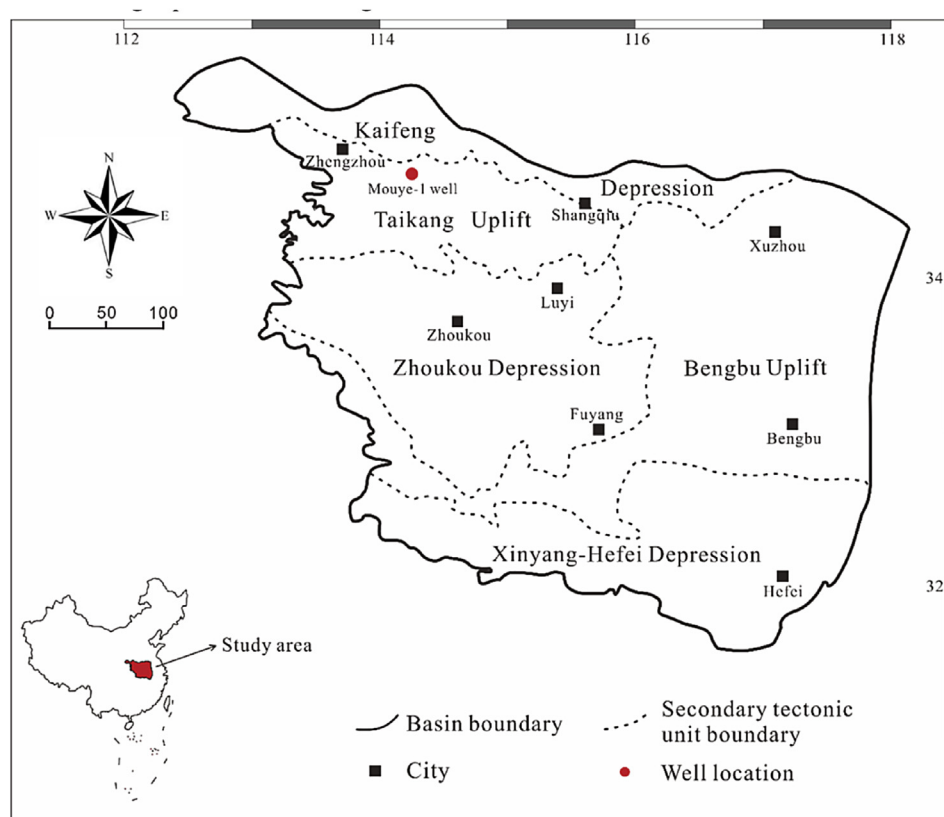 112 114 116 118
Kaifeng
Zhengzhou
Mouye-1 well
Depression
Shangqiu
Taikang Uplift
Xuzhou
N
W E
S
34
0 50 100
Luyi
Zhoukou
Zhoukou Depression
Bengbu Uplift
Fuyang
Bengbu
Xinyang-Hefei Depression
Hefei
32
Study area
Basin boundary
Secondary tectonic
unit boundary
City
Well location